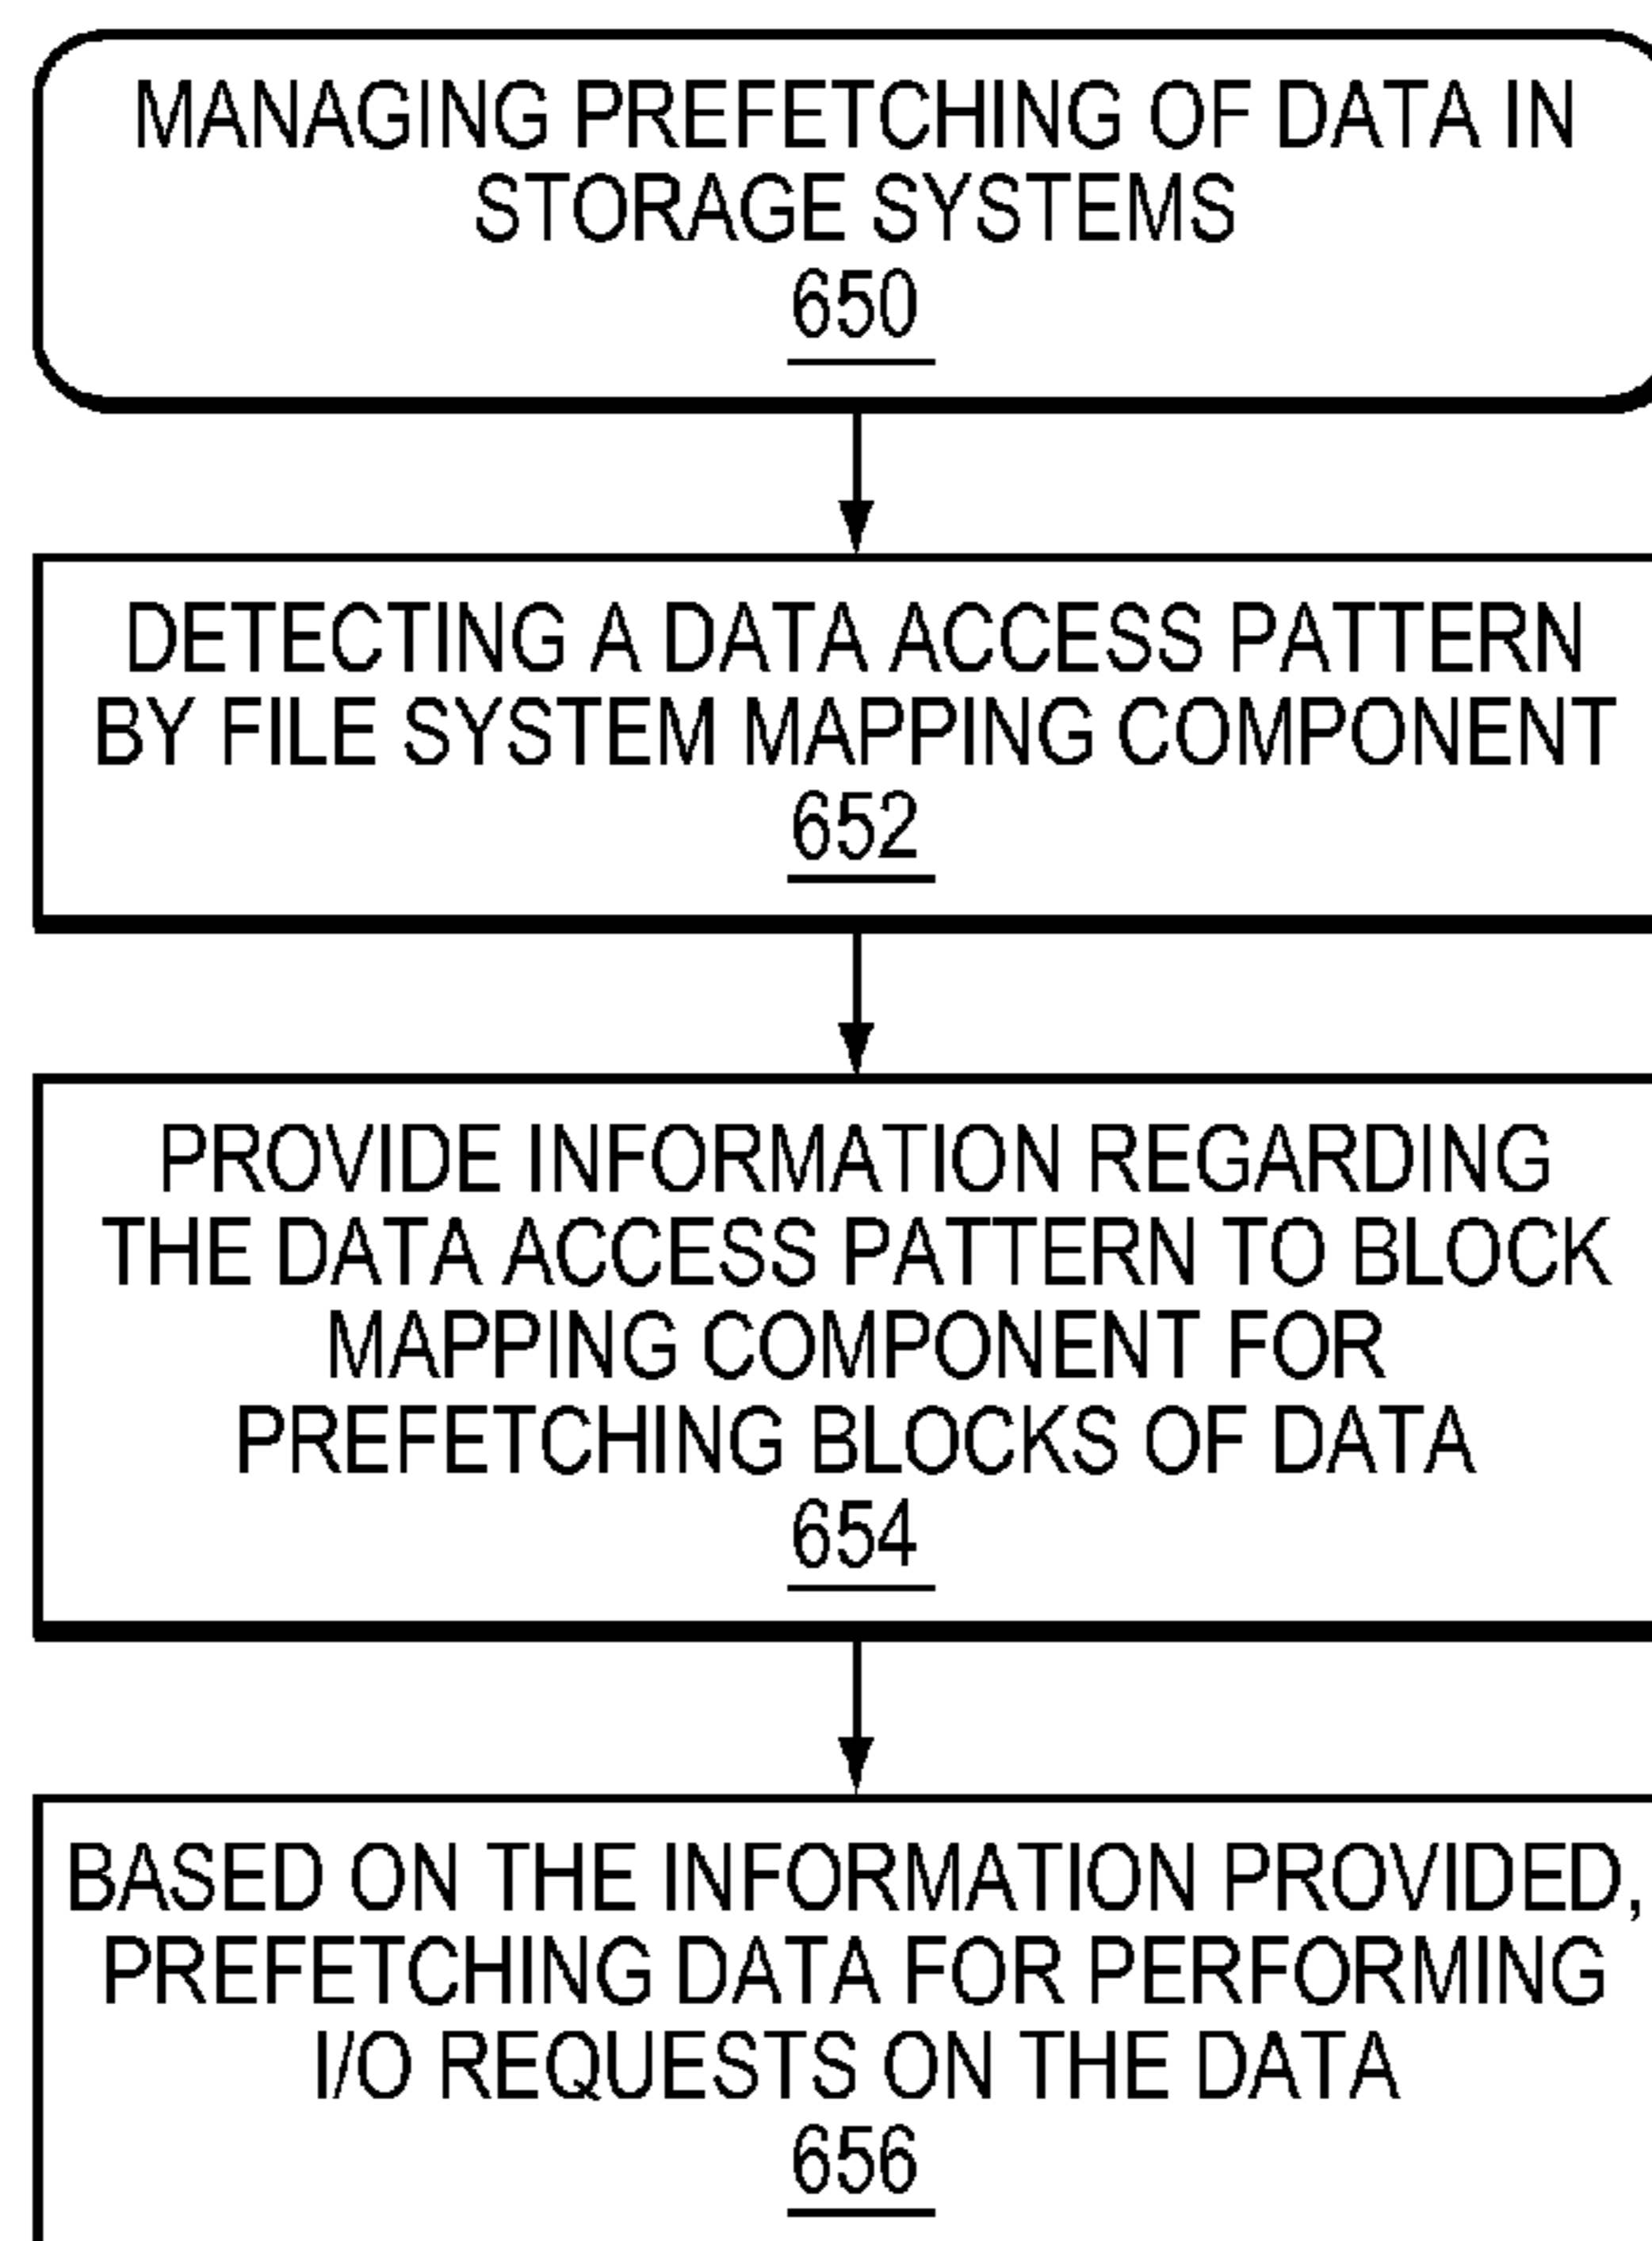 MANAGING PREFETCHING OF DATA IN
STORAGE SYSTEMS
650
DETECTING A DATA ACCESS PATTERN
BY FILE SYSTEM MAPPING COMPONENT
652
PROVIDE INFORMATION REGARDING
THE DATA ACCESS PATTERN TO BLOCK
MAPPING COMPONENT FOR
PREFETCHING BLOCKS OF DATA
654
BASED ON THE INFORMATION PROVIDED,
PREFETCHING DATA FOR PERFORMING
I/O REQUESTS ON THE DATA
656